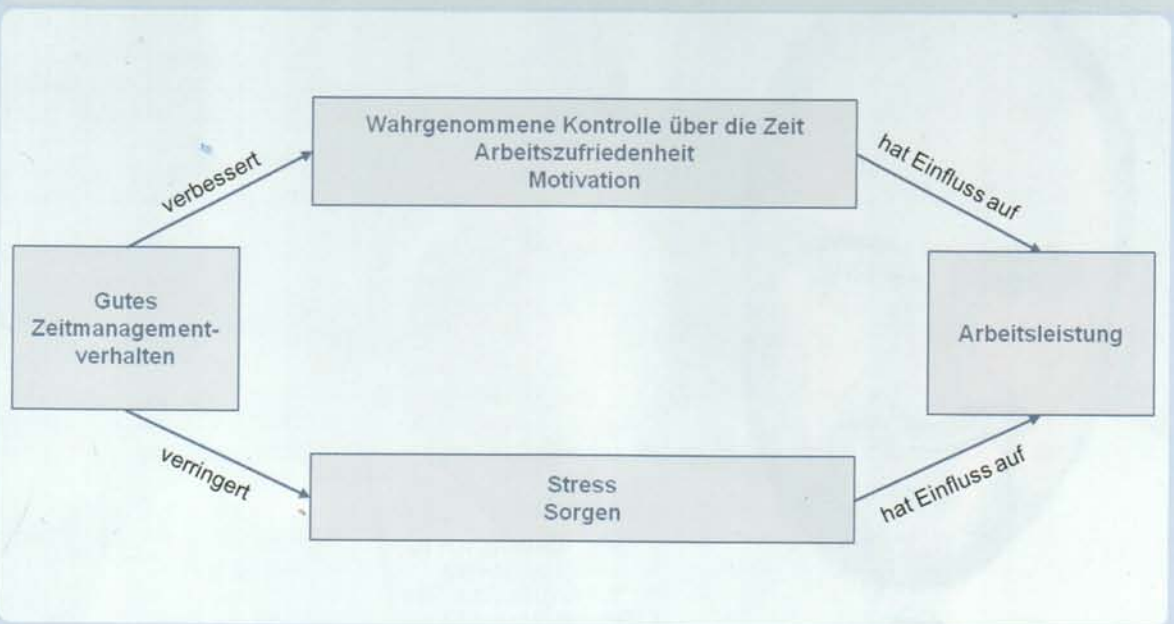 Wahrgenommene Kontrolle über die Zeit
Arbeitszufriedenheit
Motivation
verbessert
hat Einfluss auf
Gutes
Zeitmanagement-
verhalten
Arbeitsleistung
verringert
Stress
Sorgen
hat Einfluss auf